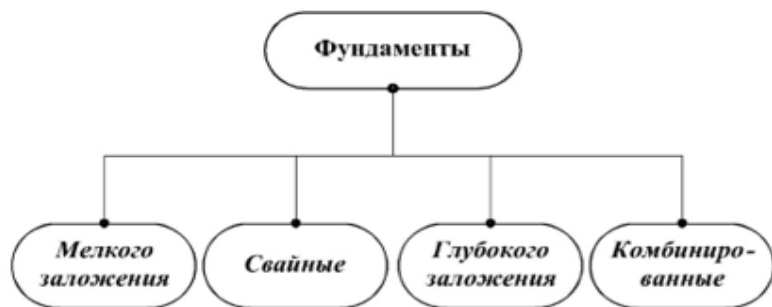 Фундаменты
Мелкого
заложения
Свайные
Глубокого
заложения
Комбиниро-
ванные